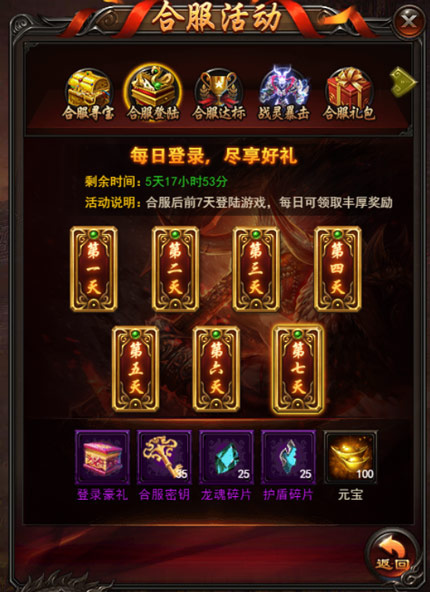 合服活动
合服寻宝 合服登陆 合服达标 战灵暴击 合服礼包
每日登录，尽享好礼
剩余时间：5天17小时53分
活动说明：合服后前7天登陆游戏，每日可领取丰厚奖励
第一天 第二天 第三天 第四天
第五天 第六天 第七天
35 25 25 100
登录豪礼 合服密钥 龙魂碎片 护盾碎片 元宝
返回